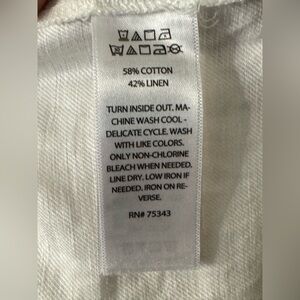 58% COTTON
42% LINEN
TURN INSIDE OUT. MA-
CHINE WASH COOL -
DELICATE CYCLE. WASH
WITH LIKE COLORS.
ONLY NON-CHLORINE
BLEACH WHEN NEEDED.
LINE DRY. LOW IRON IF
NEEDED. IRON ON RE-
VERSE.
RN# 75343